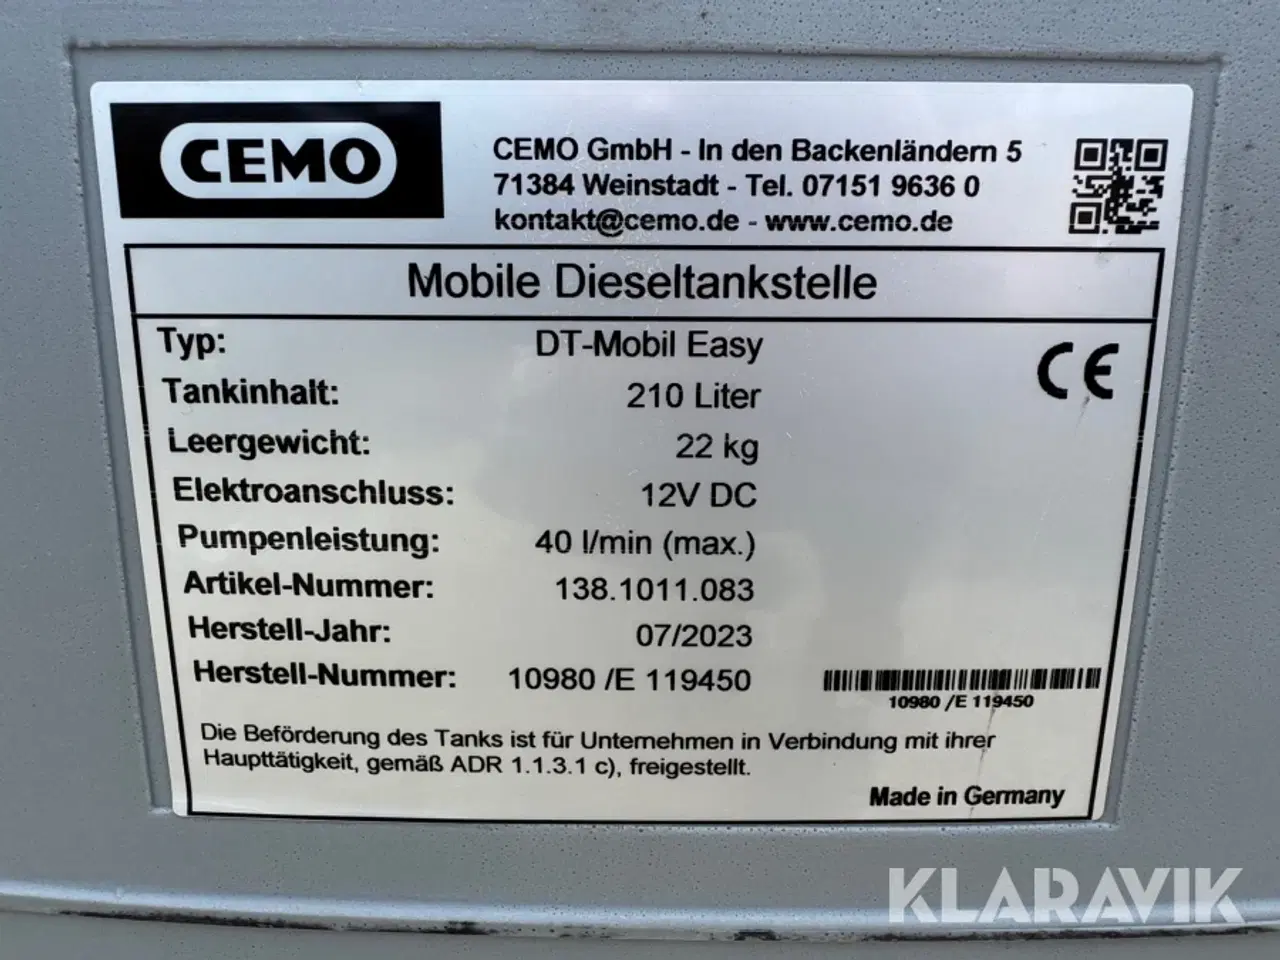 CEMO
CEMO GmbH - In den Backenländern 5
71384 Weinstadt - Tel. 07151 9636 0
kontakt@cemo.de - www.cemo.de
Mobile Dieseltankstelle
Typ: DT-Mobil Easy
CE
Tankinhalt: 210 Liter
Leergewicht: 22 kg
Elektroanschluss: 12V DC
Pumpenleistung: 40 l/min (max.)
Artikel-Nummer: 138.1011.083
Herstell-Jahr: 07/2023
Herstell-Nummer: 10980 /E 119450
10980 /E 119450
Die Beförderung des Tanks ist für Unternehmen in Verbindung mit ihrer
Haupttätigkeit, gemäß ADR 1.1.3.1 c), freigestellt.
Made in Germany
KLARAVIK